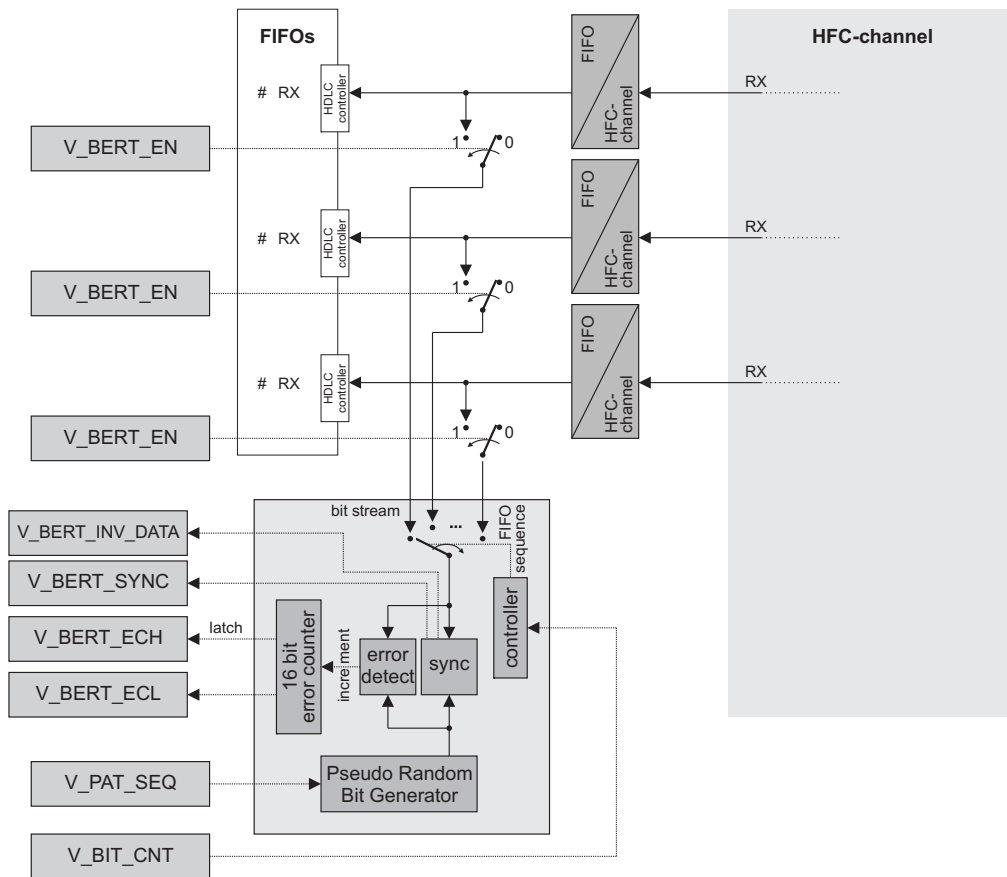 FIFOs
HFC-channel
# RX
HDLC
controller
FIFO
HFC-
channel
RX
V_BERT_EN
1
0
# RX
HDLC
controller
FIFO
HFC-
channel
RX
V_BERT_EN
1
0
# RX
HDLC
controller
FIFO
HFC-
channel
RX
V_BERT_EN
1
0
bit stream
...
FIFO
sequence
V_BERT_INV_DATA
V_BERT_SYNC
V_BERT_ECH
latch
V_BERT_ECL
16 bit
error counter
increment
error
detect
sync
controller
V_PAT_SEQ
Pseudo Random
Bit Generator
V_BIT_CNT